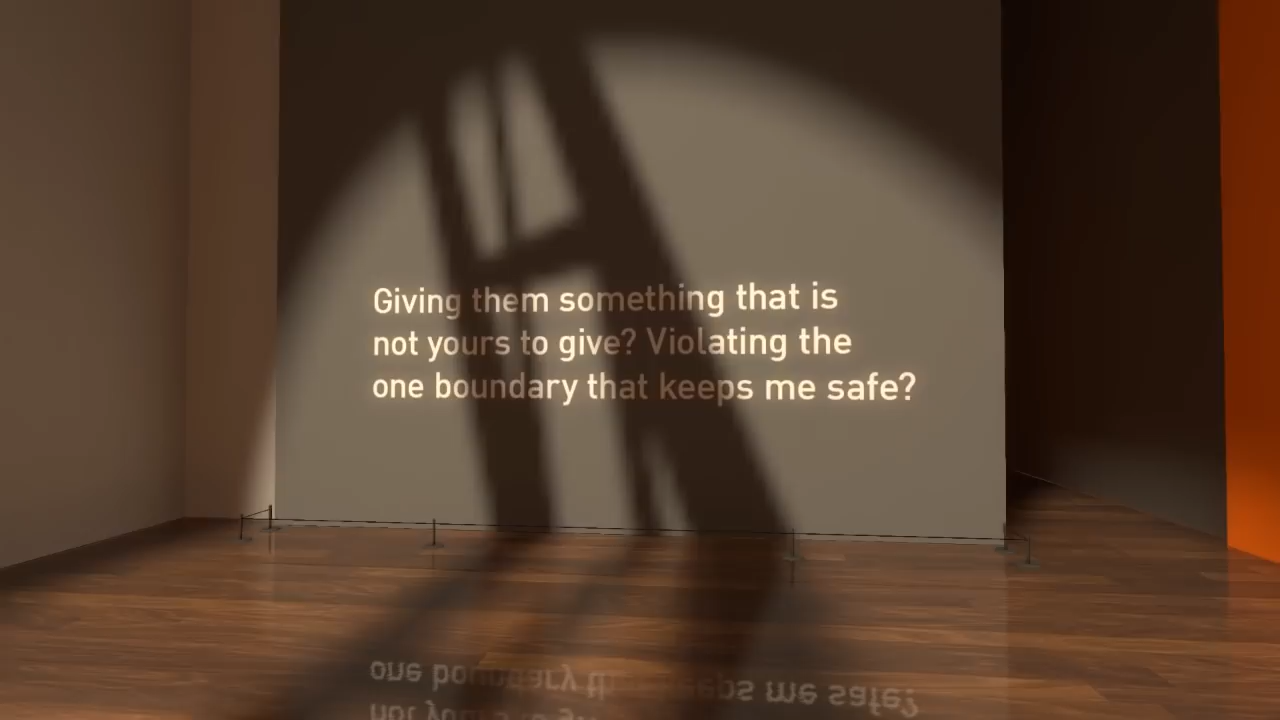 Giving them something that is
not yours to give? Violating the
one boundary that keeps me safe?